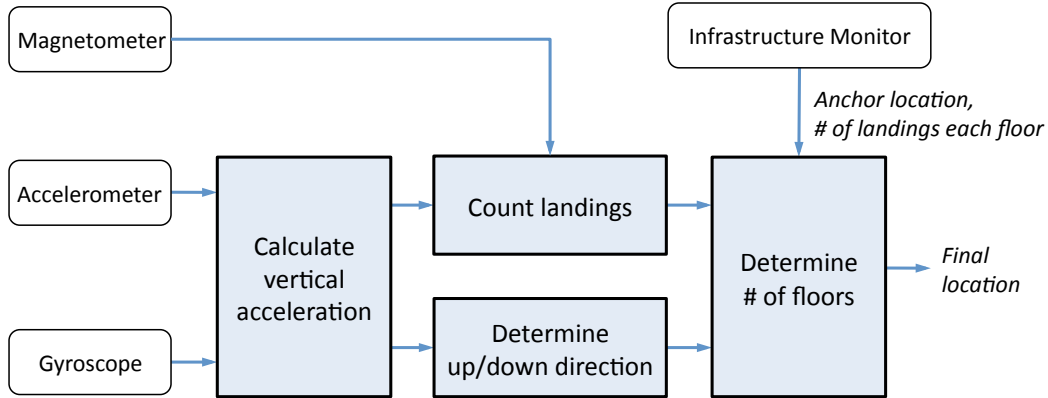 Magnetometer
Infrastructure Monitor
Anchor location,
# of landings each floor
Accelerometer
Calculate
vertical
acceleration
Count landings
Determine
# of floors
Final
location
Gyroscope
Determine
up/down direction